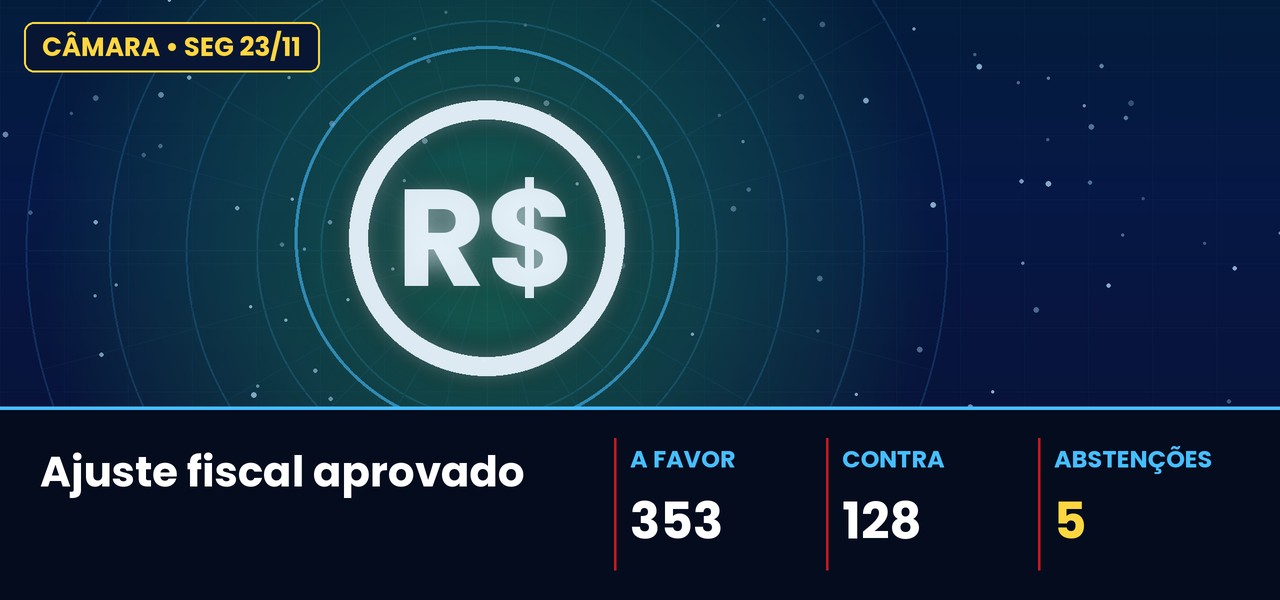 CÂMARA • SEG 23/11
R$
Ajuste fiscal aprovado
A FAVOR
353
CONTRA
128
ABSTENÇÕES
5